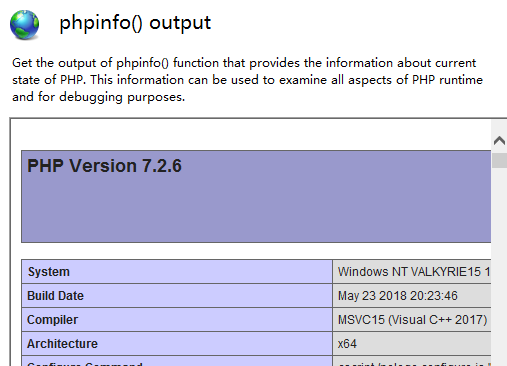 phpinfo() output
Get the output of phpinfo() function that provides the information about current
state of PHP. This information can be used to examine all aspects of PHP runtime
and for debugging purposes.
PHP Version 7.2.6
System Windows NT VALKYRIE15 1
Build Date May 23 2018 20:23:46
Compiler MSVC15 (Visual C++ 2017)
Architecture x64